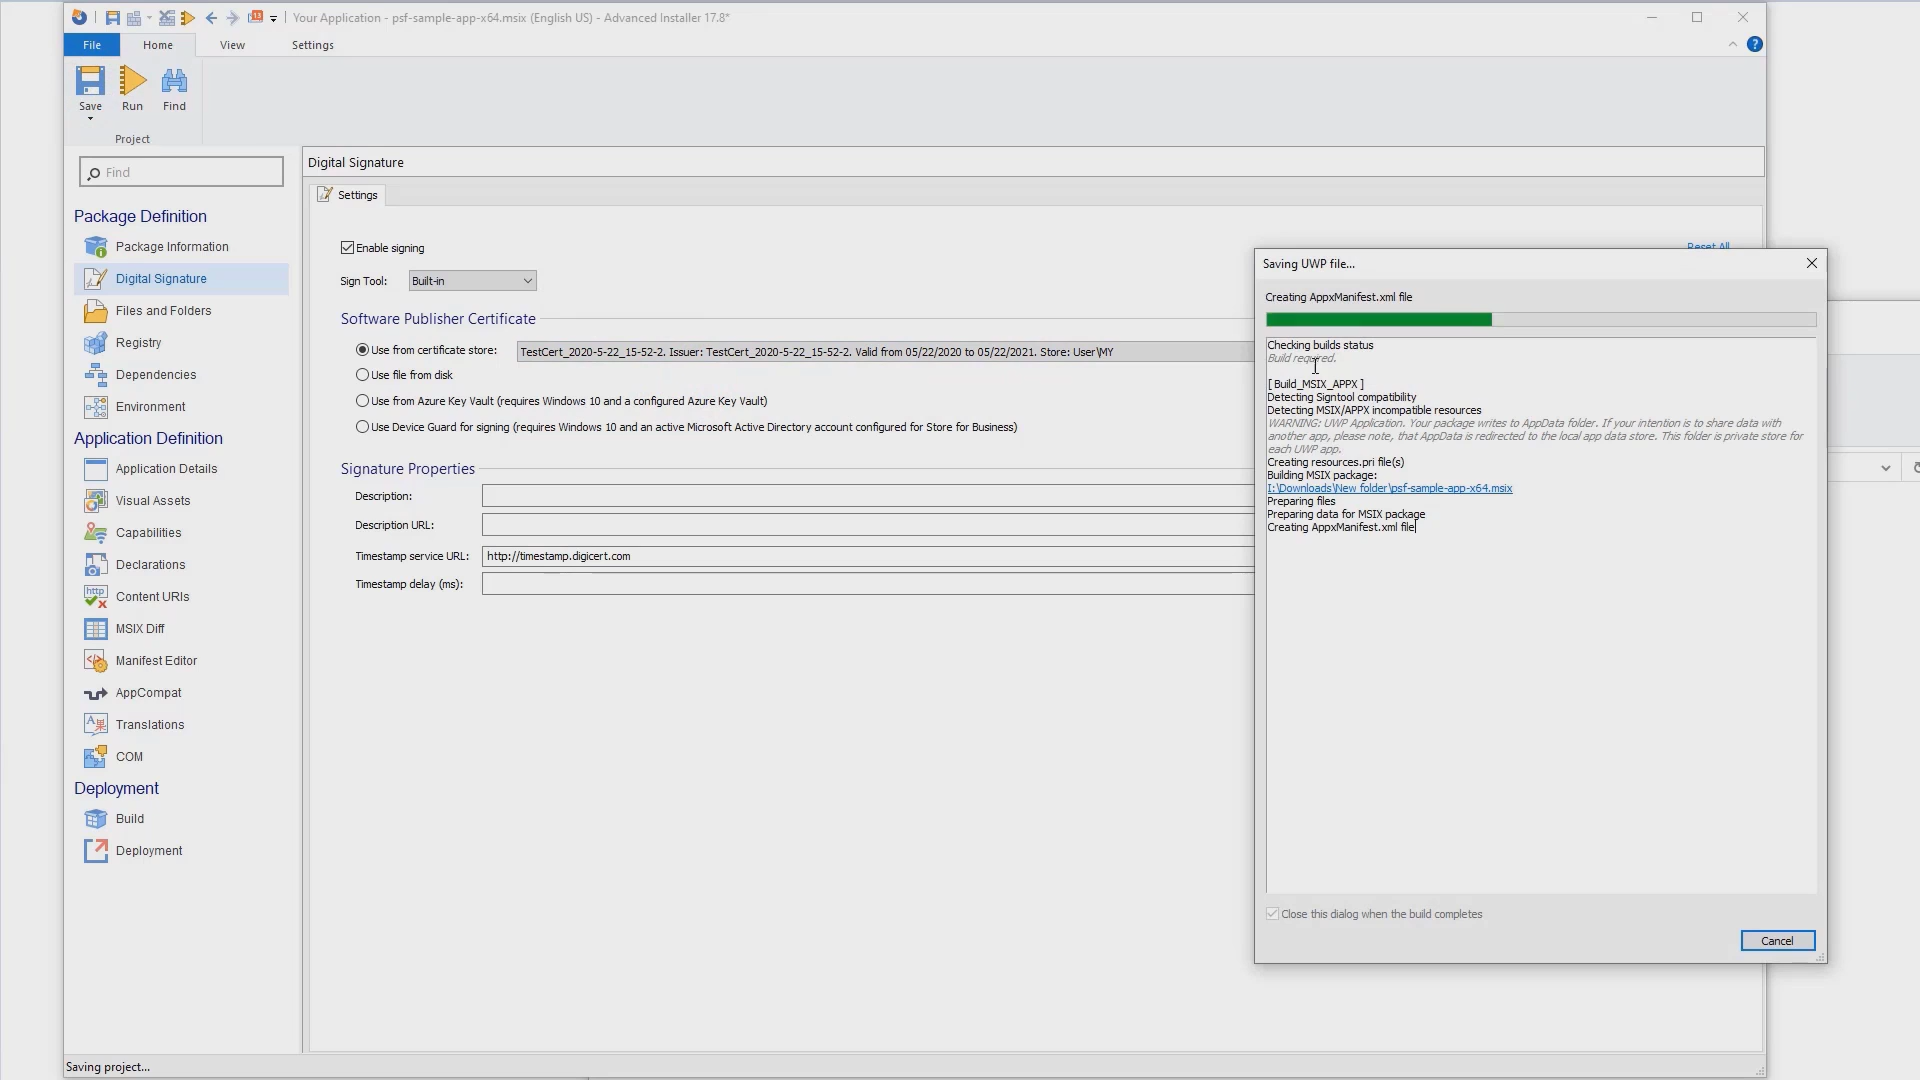 Your Application - psf-sample-app-x64.msix (English US) - Advanced Installer 17.8*
File
Home
View
Settings
Save
Run
Find
Project
Find
Package Definition
Package Information
Digital Signature
Files and Folders
Registry
Dependencies
Environment
Application Definition
Application Details
Visual Assets
Capabilities
Declarations
Content URIs
MSIX Diff
Manifest Editor
AppCompat
Translations
COM
Deployment
Build
Deployment
Digital Signature
Settings
Enable signing
Reset All
Sign Tool:
Built-in
Software Publisher Certificate
Use from certificate store:
TestCert_2020-5-22_15-52-2. Issuer: TestCert_2020-5-22_15-52-2. Valid from 05/22/2020 to 05/22/2021. Store: User\MY
Use file from disk
Use from Azure Key Vault (requires Windows 10 and a configured Azure Key Vault)
Use Device Guard for signing (requires Windows 10 and an active Microsoft Active Directory account configured for Store for Business)
Signature Properties
Description:
Description URL:
Timestamp service URL:
http://timestamp.digicert.com
Timestamp delay (ms):
Saving UWP file...
Creating AppxManifest.xml file
Checking builds status
Build required.
[ Build_MSIX_APPX ]
Detecting Signtool compatibility
Detecting MSIX/APPX incompatible resources
WARNING: UWP Application. Your package writes to AppData folder. If your intention is to share data with
another app, please note, that AppData is redirected to the local app data store. This folder is private store for
each UWP app.
Creating resources.pri file(s)
Building MSIX package:
I:\Downloads\New folder\psf-sample-app-x64.msix
Preparing files
Preparing data for MSIX package
Creating AppxManifest.xml file
Close this dialog when the build completes
Cancel
Saving project...